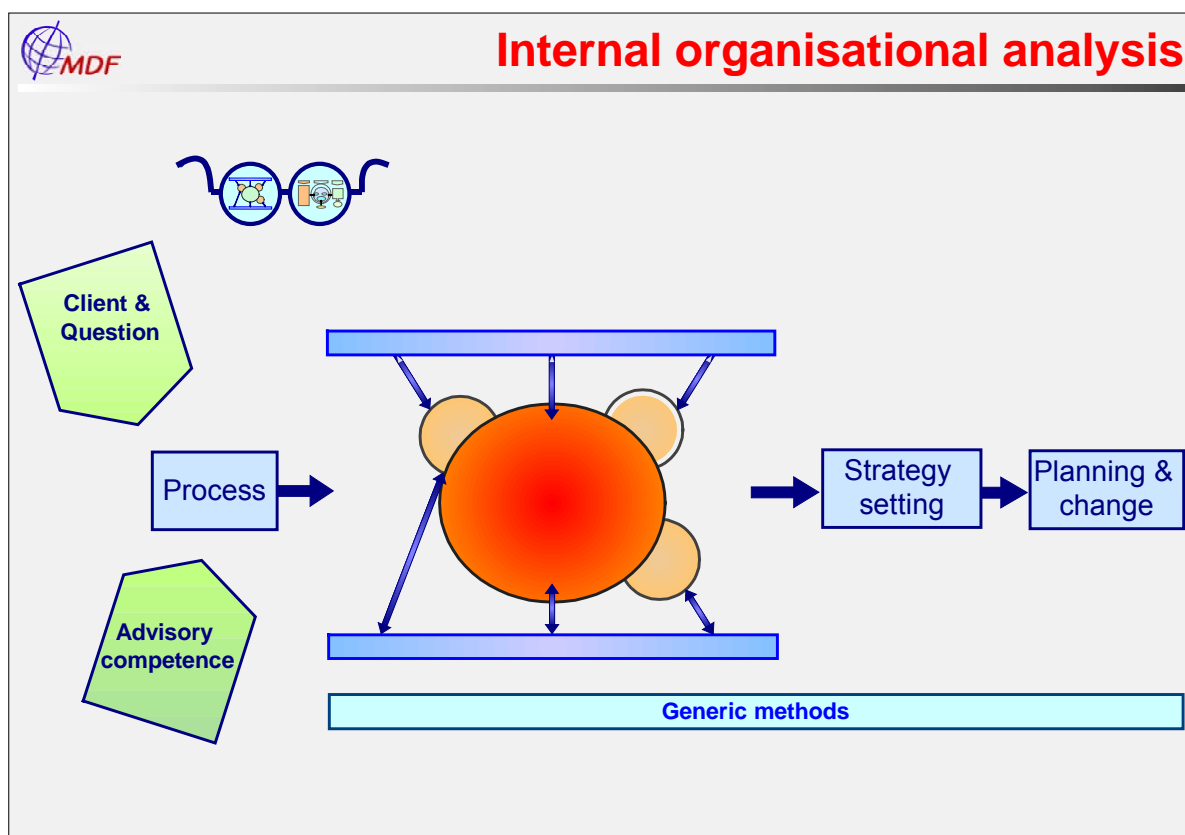 MDF
Internal organisational analysis
Client &
Question
Process
Strategy
setting
Planning &
change
Advisory
competence
Generic methods